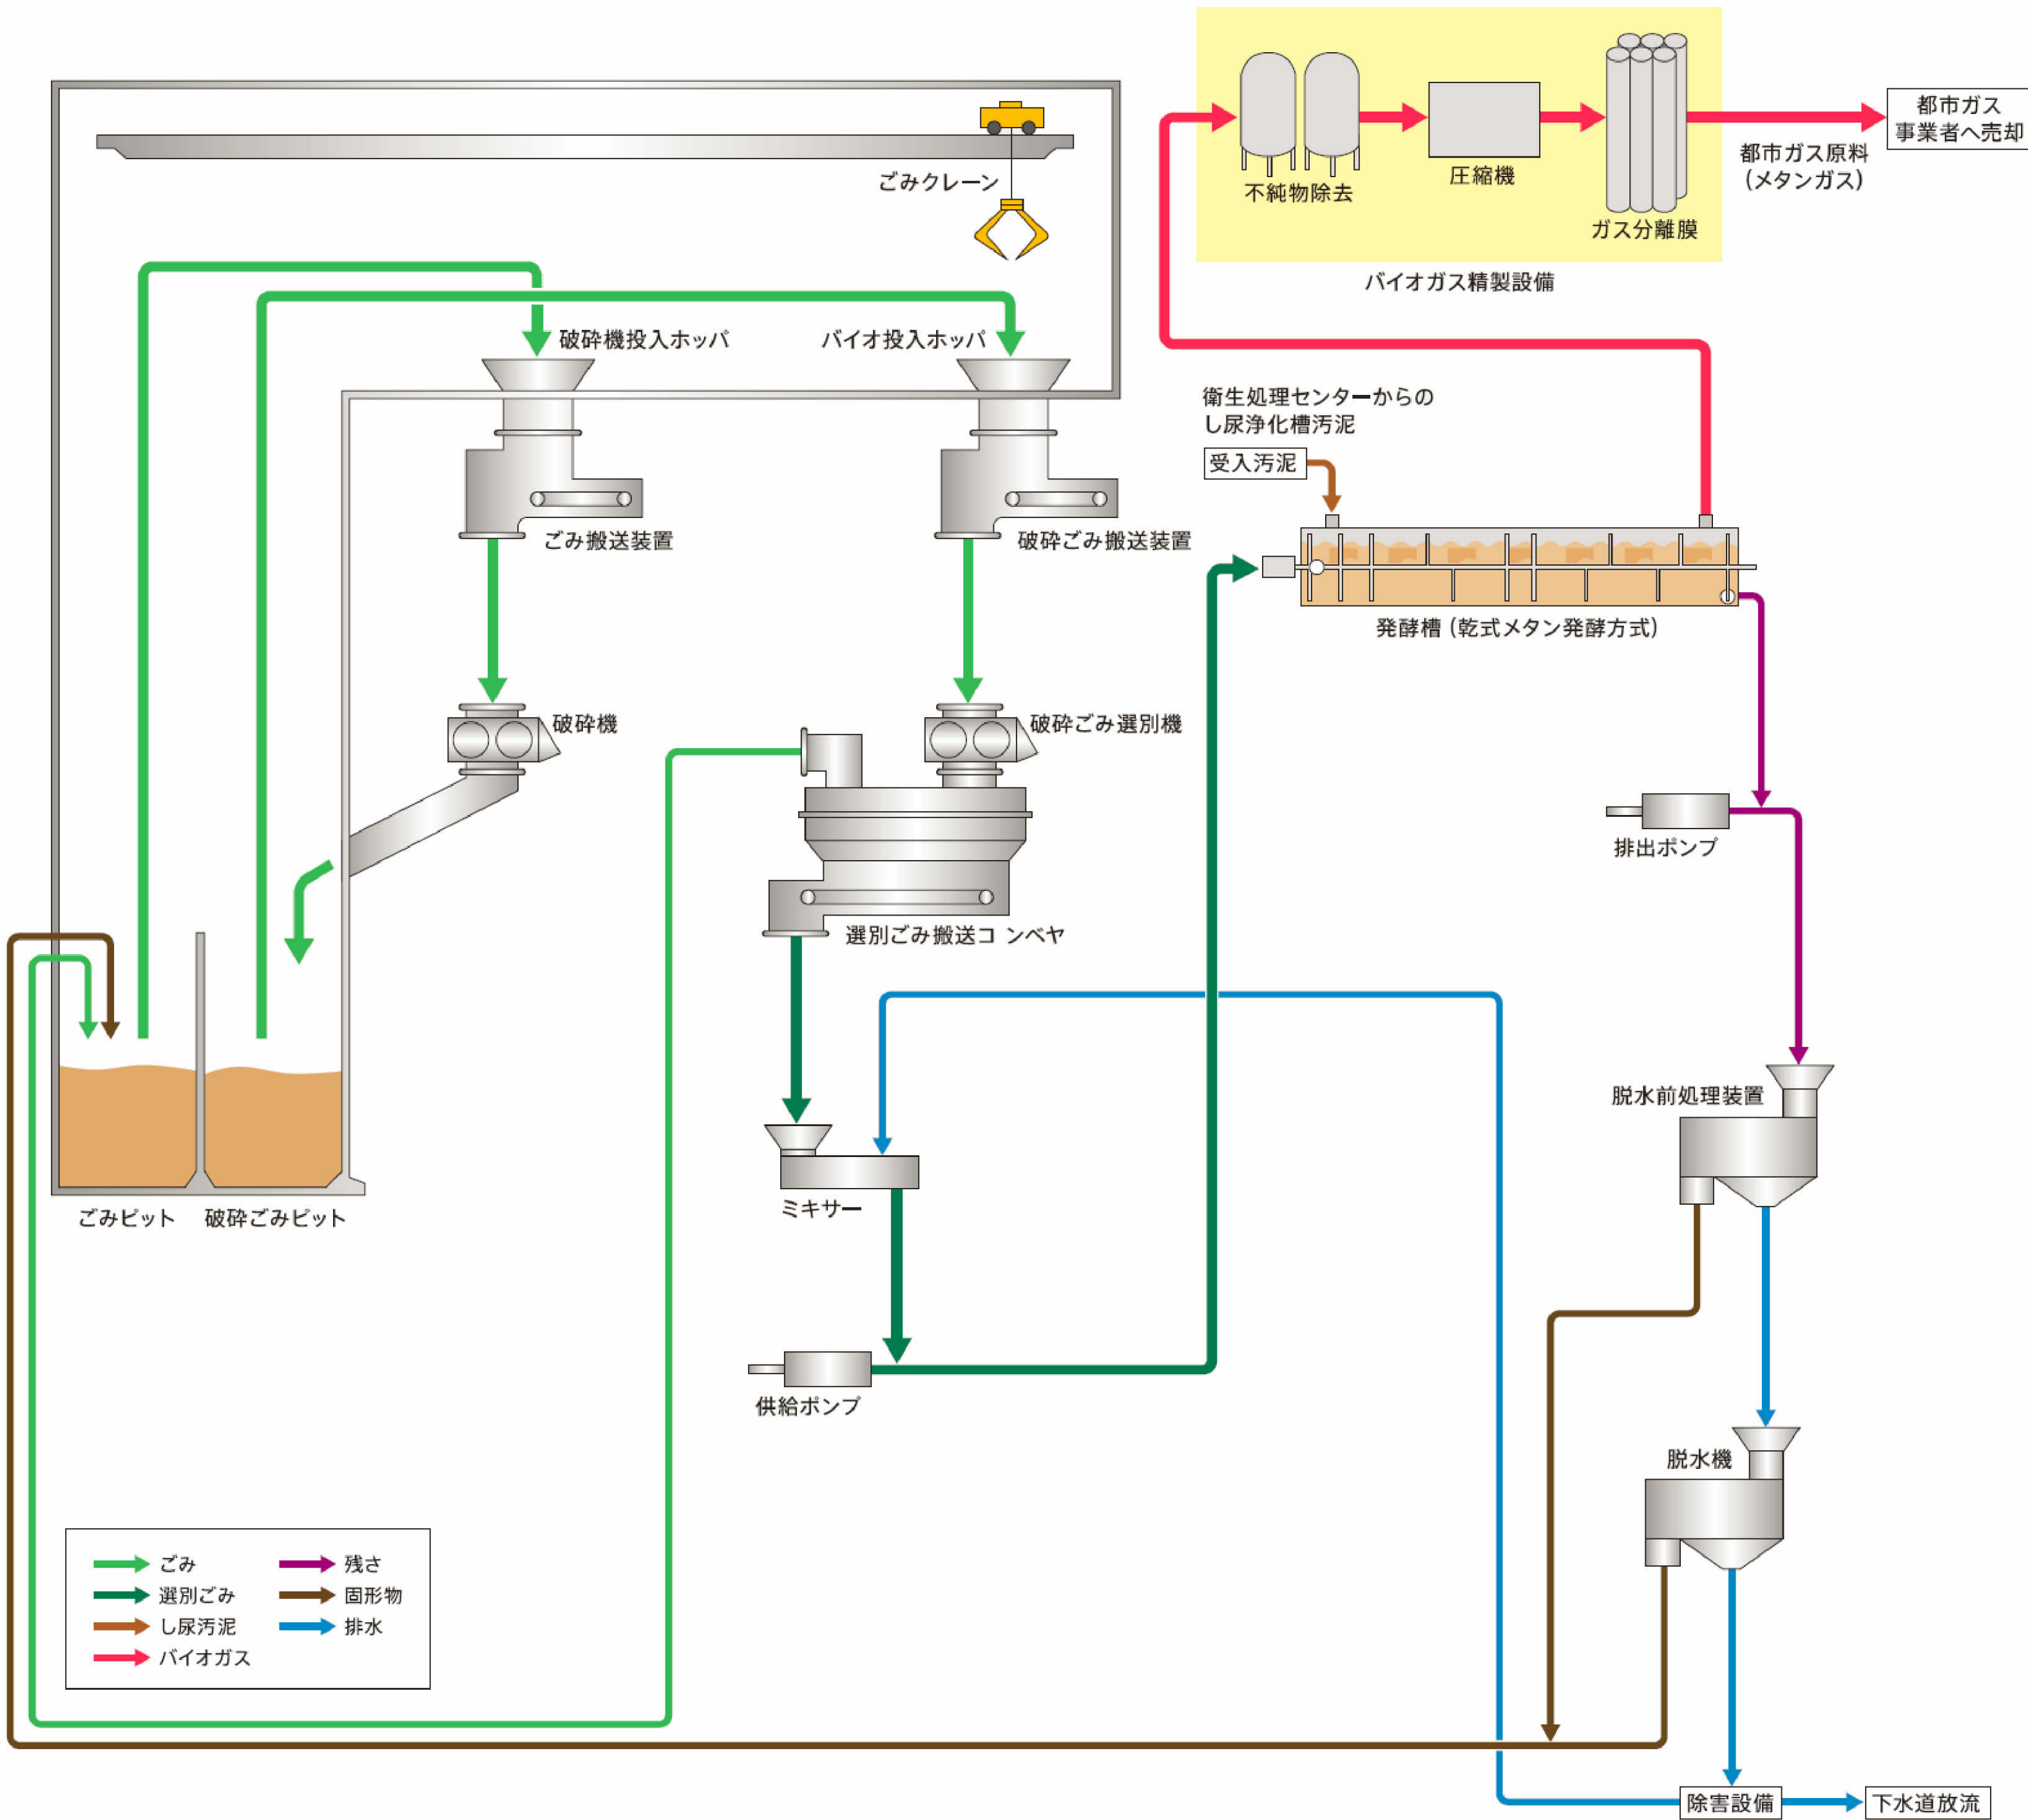 ごみクレーン
不純物除去
圧縮機
ガス分離膜
都市ガス
事業者へ売却
都市ガス原料
(メタンガス)
バイオガス精製設備
破砕機投入ホッパ
バイオ投入ホッパ
衛生処理センターからの
し尿浄化槽汚泥
受入汚泥
ごみ搬送装置
破砕ごみ搬送装置
発酵槽(乾式メタン発酵方式)
破砕機
破砕ごみ選別機
排出ポンプ
選別ごみ搬送コンベヤ
脱水前処理装置
ごみピット
破砕ごみピット
ミキサー
供給ポンプ
脱水機
ごみ
選別ごみ
し尿汚泥
バイオガス
残さ
固形物
排水
除害設備
下水道放流